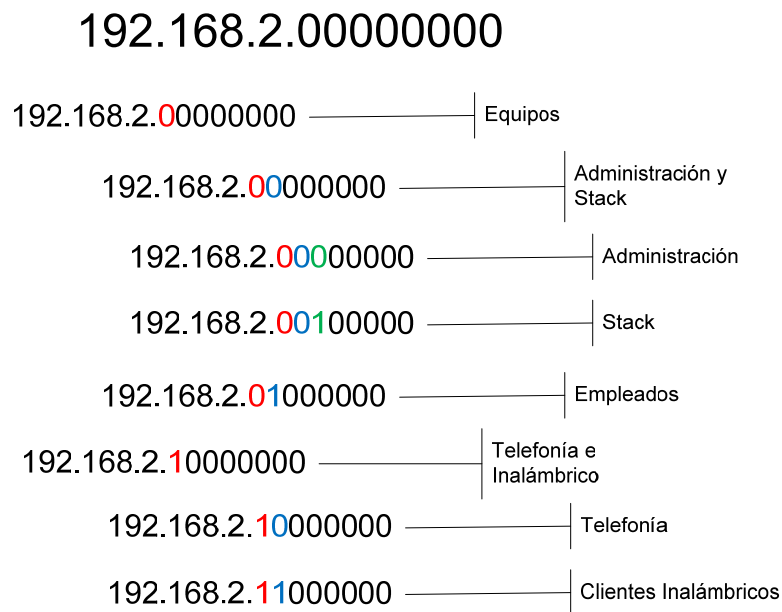 192.168.2.00000000
192.168.2.00000000
Equipos
192.168.2.00000000
Administración y
Stack
192.168.2.00000000
Administración
192.168.2.00100000
Stack
192.168.2.01000000
Empleados
192.168.2.10000000
Telefonía e
Inalámbrico
192.168.2.10000000
Telefonía
192.168.2.11000000
Clientes Inalámbricos